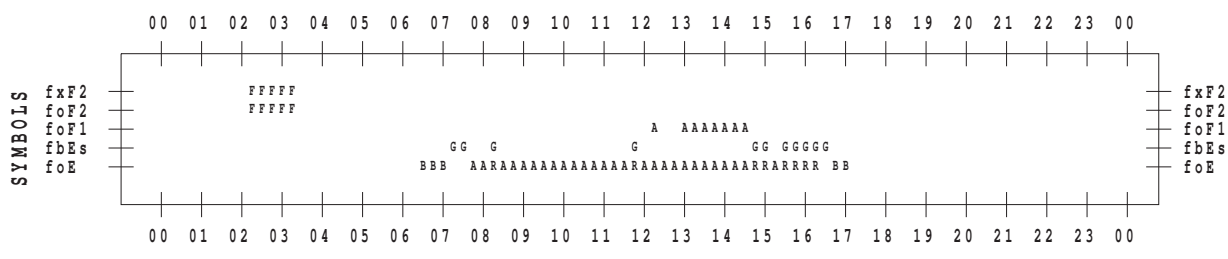 00 01 02 03 04 05 06 07 08 09 10 11 12 13 14 15 16 17 18 19 20 21 22 23 00
SYMBOLS
fxF2 FFFFF fxF2
foF2 FFFFF foF2
foF1 A AAAAAAA foF1
fbEs GG G G GG GGGGG fbEs
foE BBB AARAAAAAAAAAAAAARAAAAAAAAAAARRARRRR BB foE
00 01 02 03 04 05 06 07 08 09 10 11 12 13 14 15 16 17 18 19 20 21 22 23 00